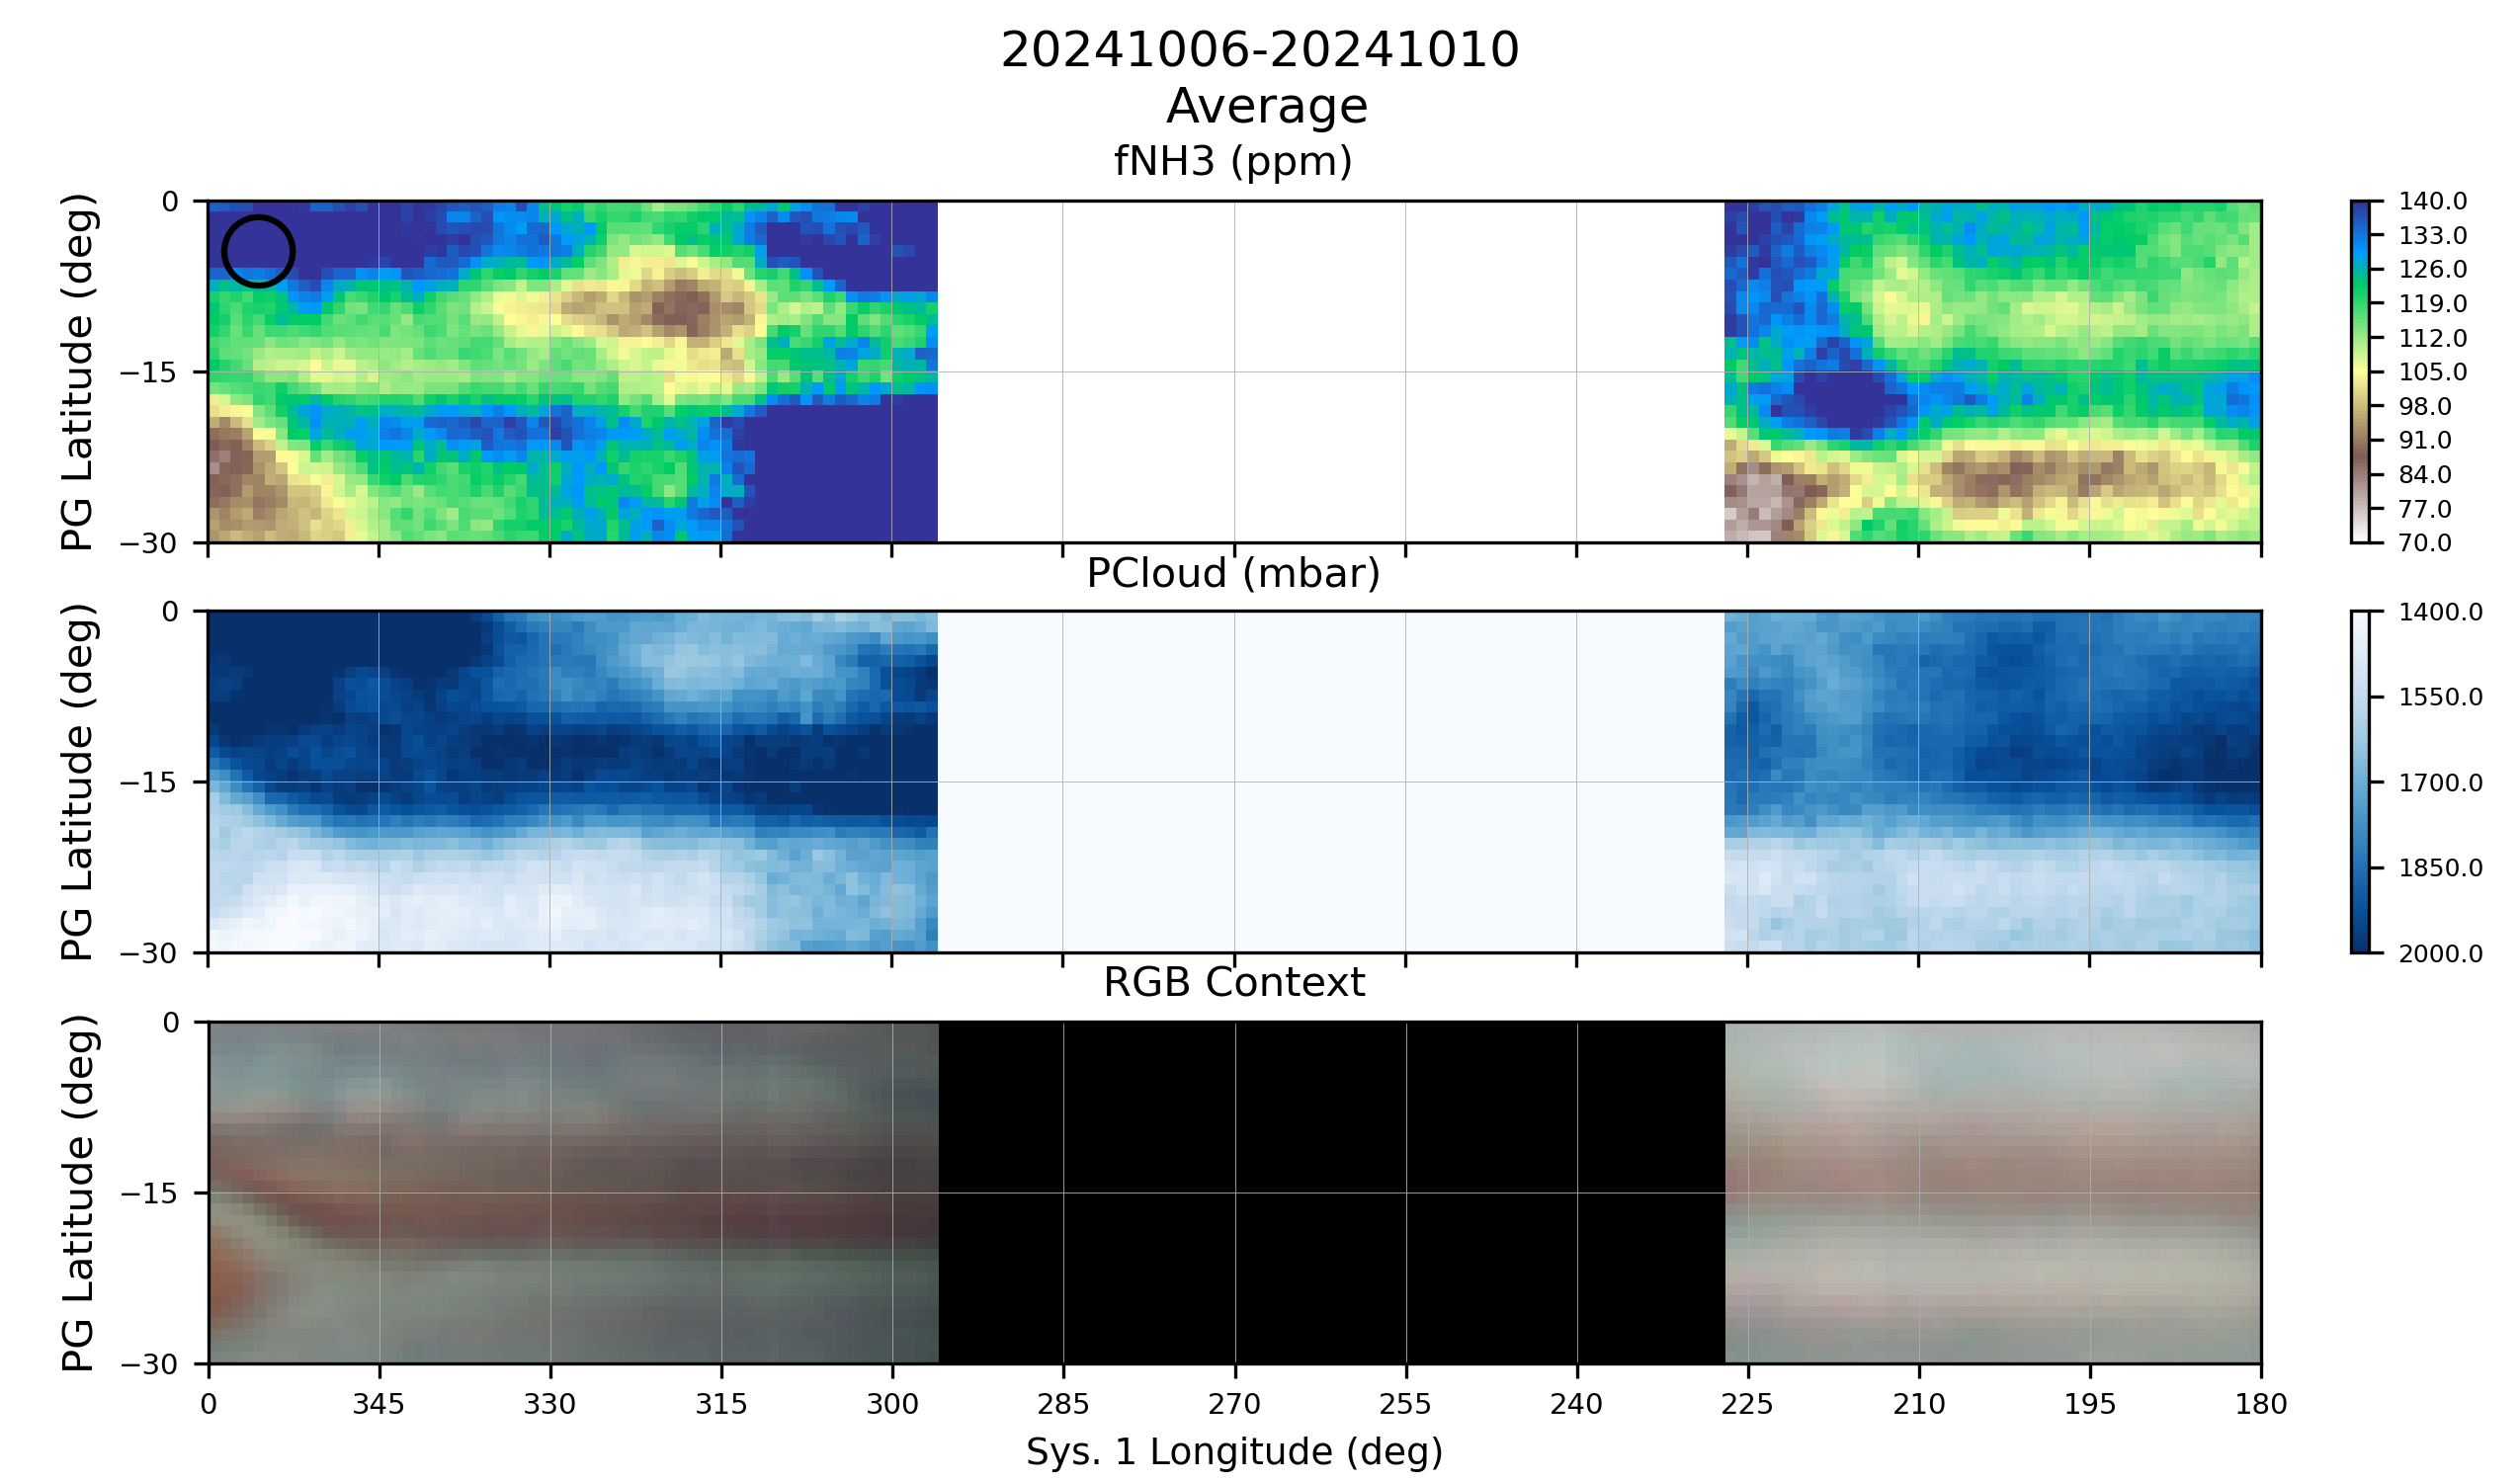 20241006-20241010
Average
fNH3 (ppm)
PG Latitude (deg)
0
−15
−30
140.0
133.0
126.0
119.0
112.0
105.0
98.0
91.0
84.0
77.0
70.0
PCloud (mbar)
PG Latitude (deg)
0
−15
−30
1400.0
1550.0
1700.0
1850.0
2000.0
RGB Context
PG Latitude (deg)
0
−15
−30
0 345 330 315 300 285 270 255 240 225 210 195 180
Sys. 1 Longitude (deg)